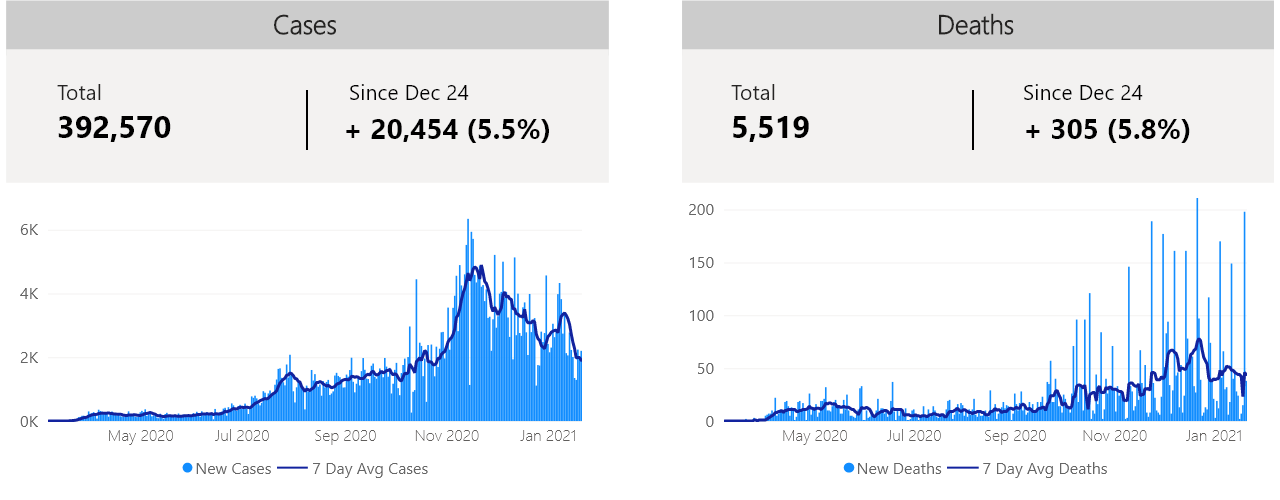 Cases
Total
Since Dec 24
392,570
+ 20,454 (5.5%)
6K
4K
2K
0K
May 2020 Jul 2020 Sep 2020 Nov 2020 Jan 2021
New Cases 7 Day Avg Cases
Deaths
Total
Since Dec 24
5,519
+ 305 (5.8%)
200
150
100
50
0
May 2020 Jul 2020 Sep 2020 Nov 2020 Jan 2021
New Deaths 7 Day Avg Deaths